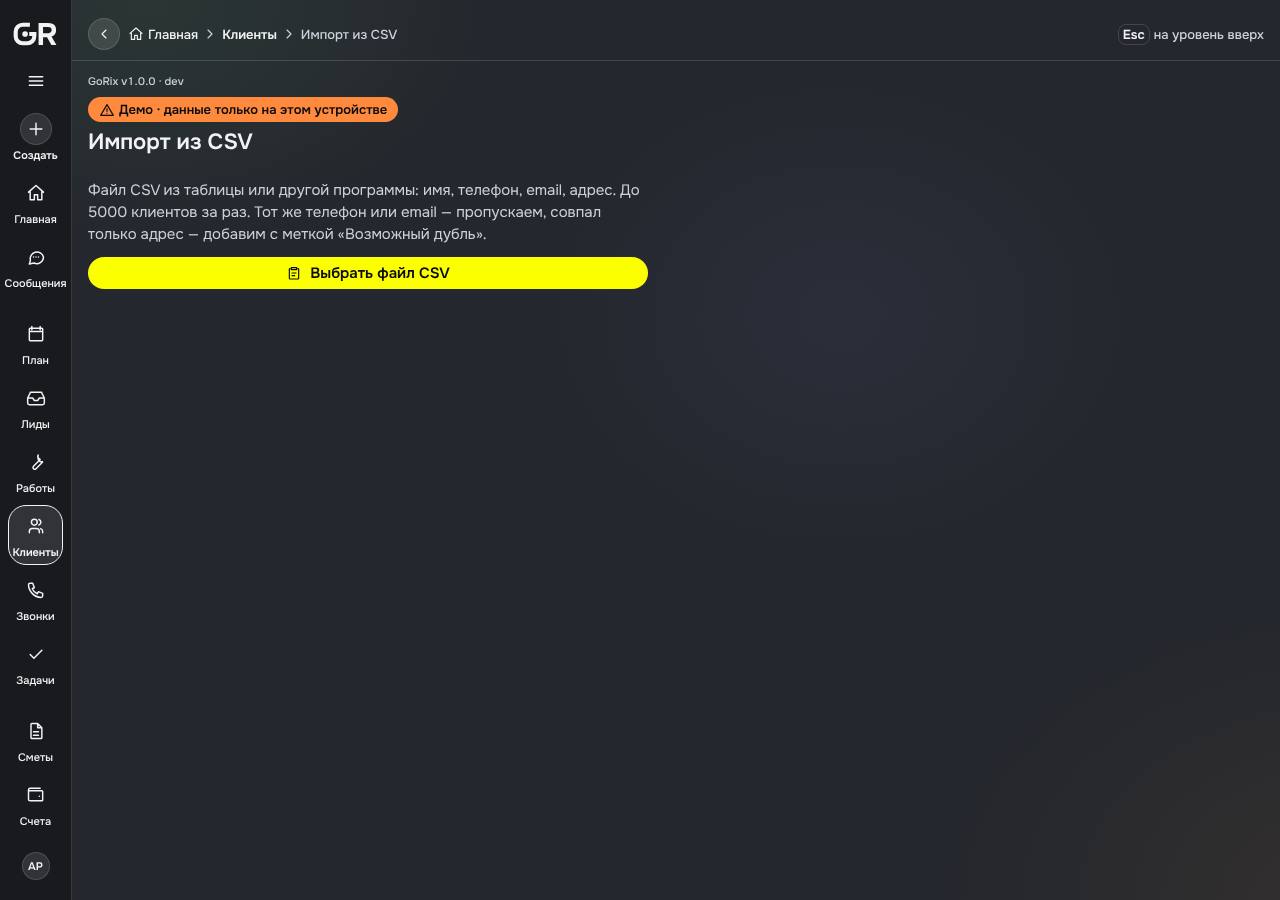 GR
Главная
Клиенты
Импорт из CSV
Esc на уровень вверх
GoRix v1.0.0 · dev
Демо · данные только на этом устройстве
Импорт из CSV
Файл CSV из таблицы или другой программы: имя, телефон, email, адрес. До
5000 клиентов за раз. Тот же телефон или email — пропускаем, совпал
только адрес — добавим с меткой «Возможный дубль».
Выбрать файл CSV
Создать
Главная
Сообщения
План
Лиды
Работы
Клиенты
Звонки
Задачи
Сметы
Счета
AP